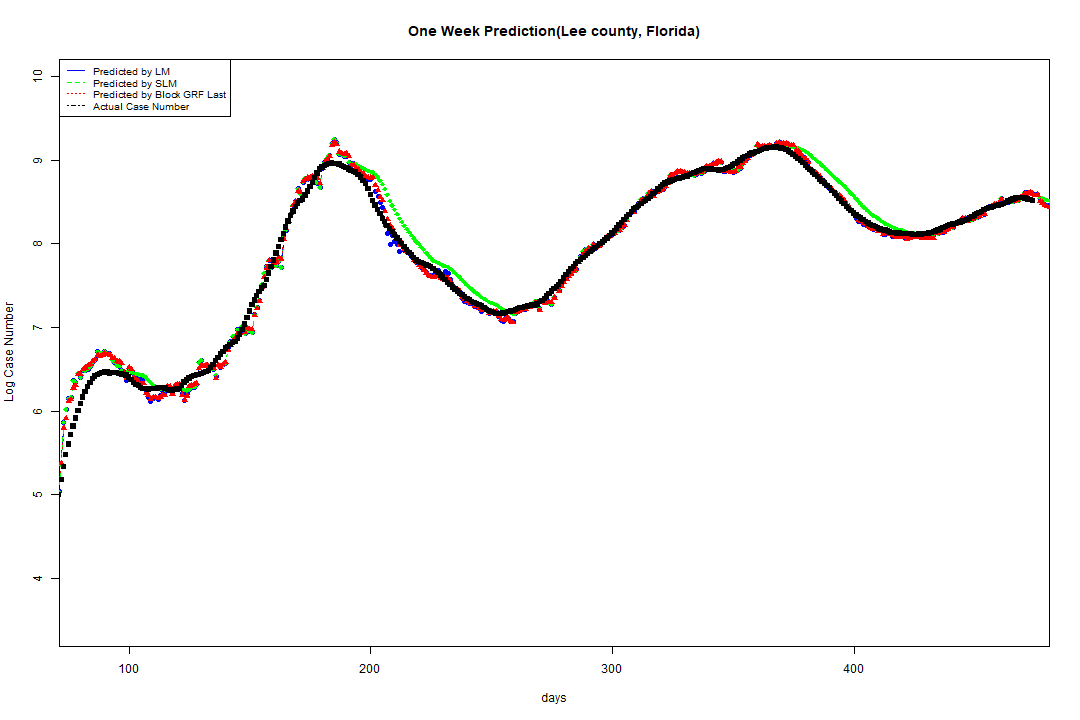 One Week Prediction(Lee county, Florida)
Predicted by LM
Predicted by SLM
Predicted by Block GRF Last
Actual Case Number
10
9
8
7
6
5
4
Log Case Number
100 200 300 400
days